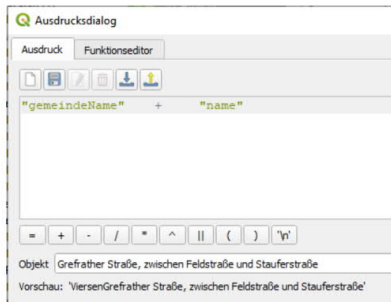 Ausdrucksdialog
Ausdruck Funktionseditor
"gemeindeName" + "name"
= + - / * ^ || ( ) '\n'
Objekt Grefrather Straße, zwischen Feldstraße und Stauferstraße
Vorschau: 'ViersenGrefrather Straße, zwischen Feldstraße und Stauferstraße'